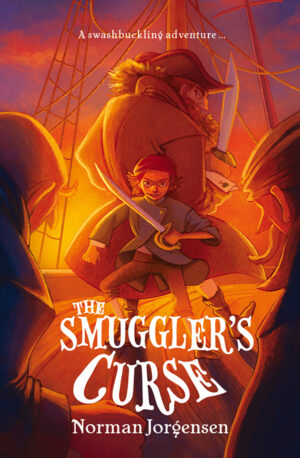 A swashbuckling adventure...
THE
SMUGGLER'S
CURSE
Norman Jorgensen